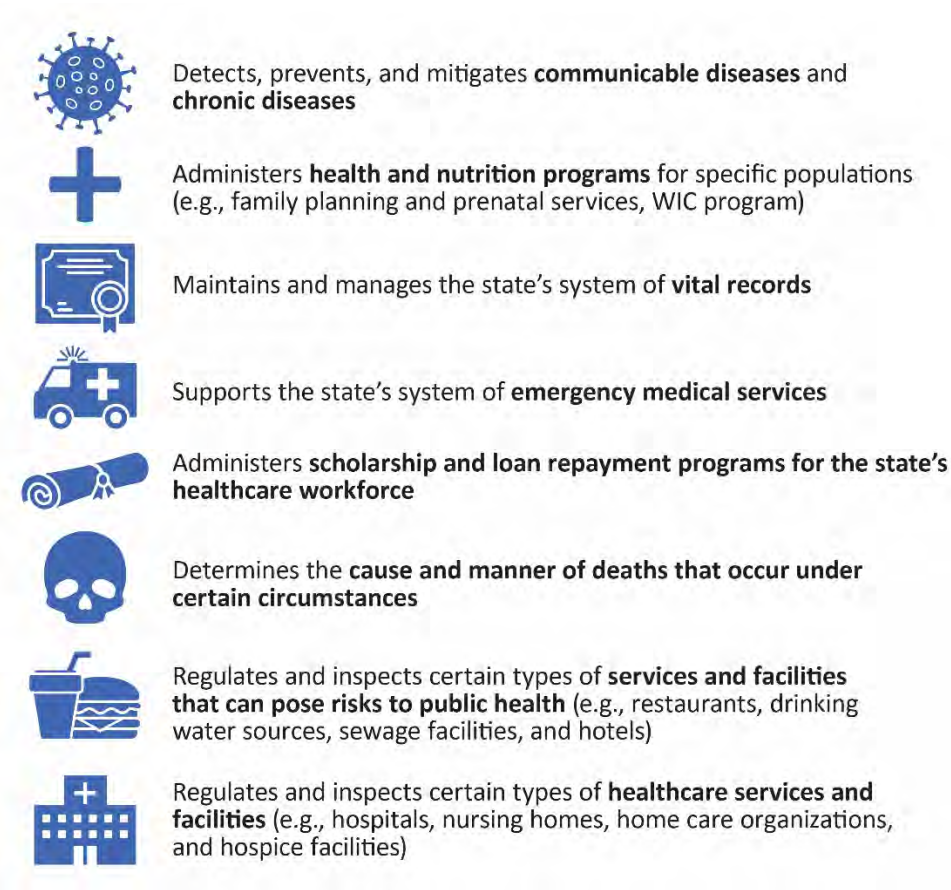 Detects, prevents, and mitigates communicable diseases and
chronic diseases
Administers health and nutrition programs for specific populations
(e.g., family planning and prenatal services, WIC program)
Maintains and manages the state’s system of vital records
Supports the state’s system of emergency medical services
Administers scholarship and loan repayment programs for the state’s
healthcare workforce
Determines the cause and manner of deaths that occur under
certain circumstances
Regulates and inspects certain types of services and facilities
that can pose risks to public health (e.g., restaurants, drinking
water sources, sewage facilities, and hotels)
Regulates and inspects certain types of healthcare services and
facilities (e.g., hospitals, nursing homes, home care organizations,
and hospice facilities)